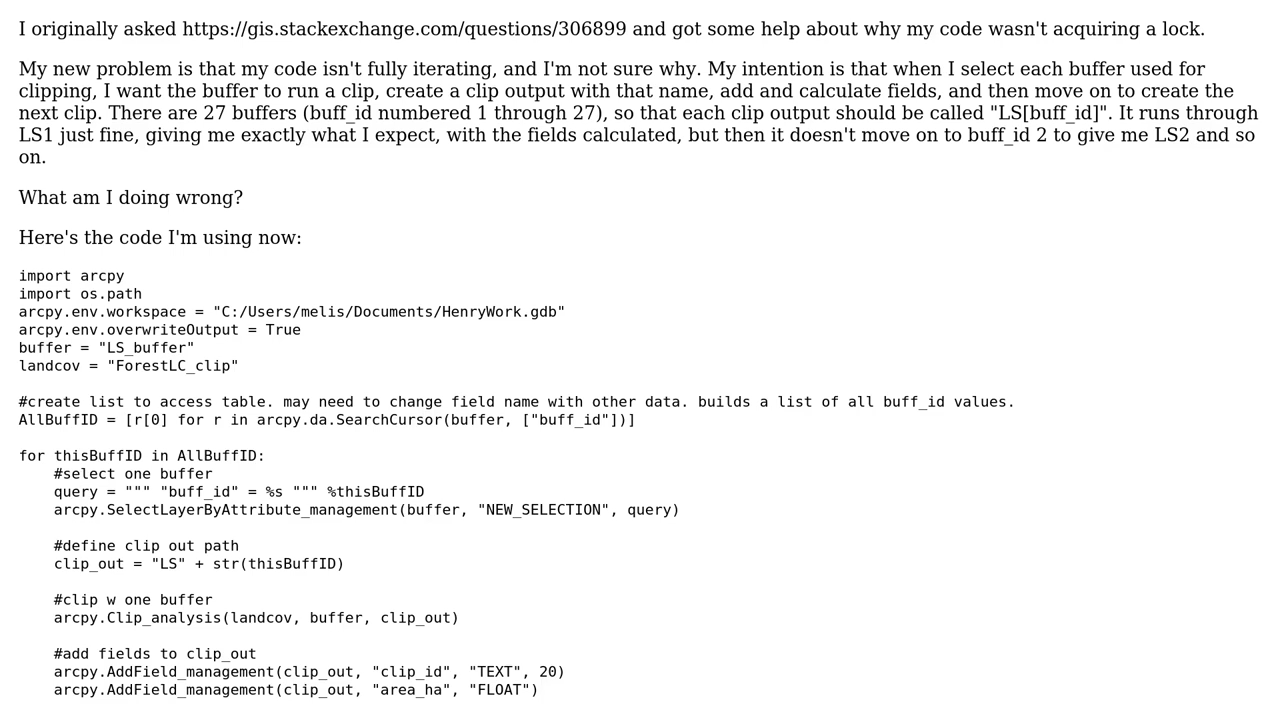 I originally asked https://gis.stackexchange.com/questions/306899 and got some help about why my code wasn't acquiring a lock.
My new problem is that my code isn't fully iterating, and I'm not sure why. My intention is that when I select each buffer used for
clipping, I want the buffer to run a clip, create a clip output with that name, add and calculate fields, and then move on to create the
next clip. There are 27 buffers (buff_id numbered 1 through 27), so that each clip output should be called "LS[buff_id]". It runs through
LS1 just fine, giving me exactly what I expect, with the fields calculated, but then it doesn't move on to buff_id 2 to give me LS2 and so
on.
What am I doing wrong?
Here's the code I'm using now:
import arcpy
import os.path
arcpy.env.workspace = "C:/Users/melis/Documents/HenryWork.gdb"
arcpy.env.overwriteOutput = True
buffer = "LS_buffer"
landcov = "ForestLC_clip"
#create list to access table. may need to change field name with other data. builds a list of all buff_id values.
AllBuffID = [r[0] for r in arcpy.da.SearchCursor(buffer, ["buff_id"])]
for thisBuffID in AllBuffID:
    #select one buffer
    query = """ "buff_id" = %s """ %thisBuffID
    arcpy.SelectLayerByAttribute_management(buffer, "NEW_SELECTION", query)
    #define clip out path
    clip_out = "LS" + str(thisBuffID)
    #clip w one buffer
    arcpy.Clip_analysis(landcov, buffer, clip_out)
    #add fields to clip_out
    arcpy.AddField_management(clip_out, "clip_id", "TEXT", 20)
    arcpy.AddField_management(clip_out, "area_ha", "FLOAT")